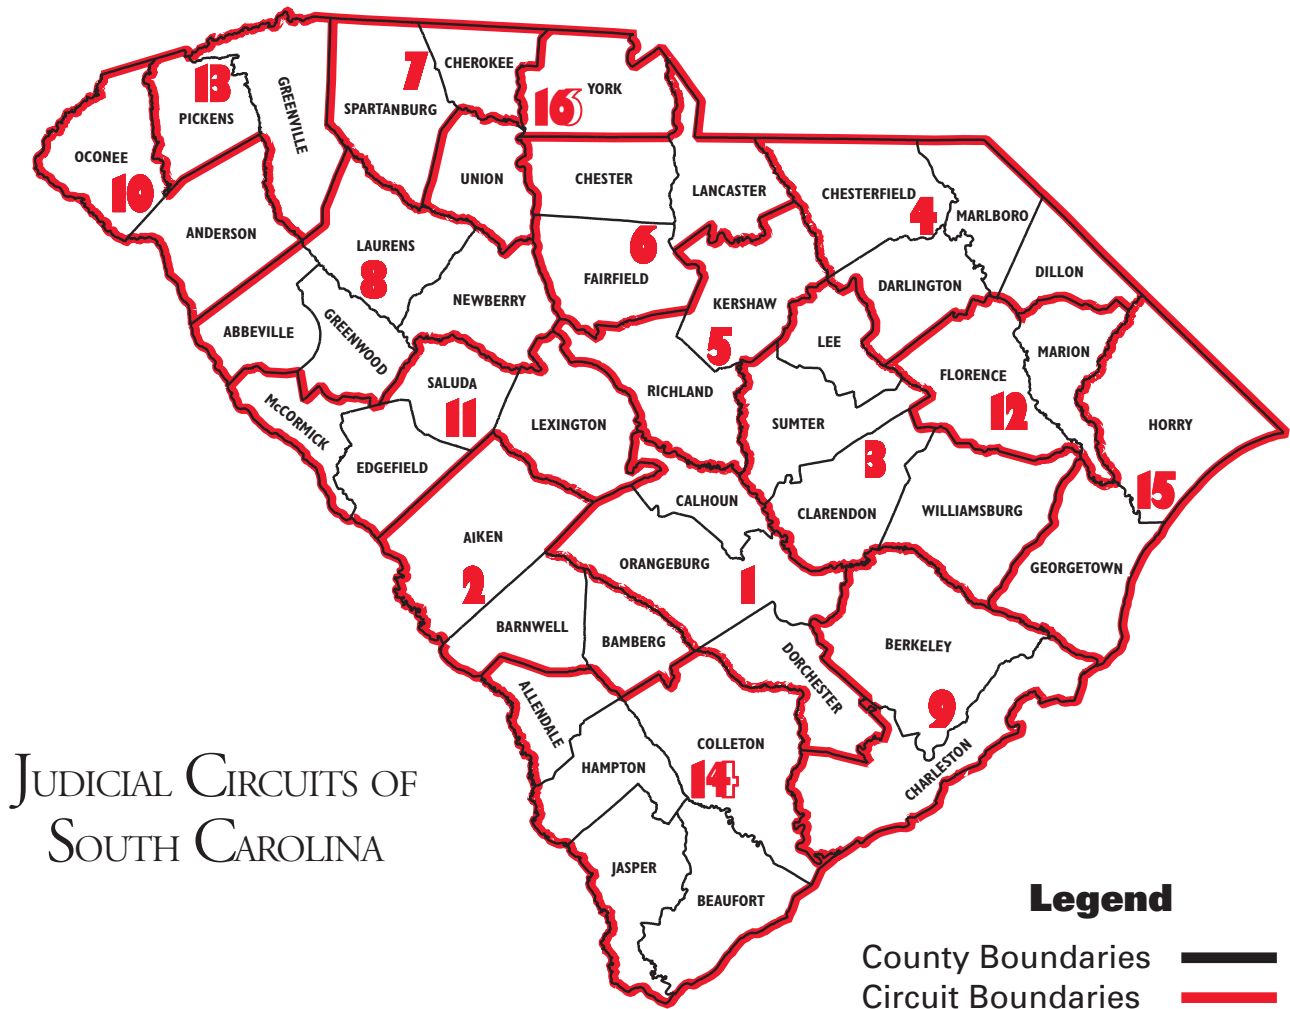 7
CHEROKEE
13
GREENVILLE
YORK
16
SPARTANBURG
PICKENS
OCONEE
10
UNION
CHESTER
LANCASTER
CHESTERFIELD
4
MARLBORO
ANDERSON
LAURENS
8
6
FAIRFIELD
DILLON
DARLINGTON
NEWBERRY
KERSHAW
5
ABBEVILLE
GREENWOOD
LEE
MARION
FLORENCE
12
SALUDA
11
RICHLAND
McCORMICK
LEXINGTON
SUMTER
HORRY
3
EDGEFIELD
15
CALHOUN
CLARENDON
WILLIAMSBURG
AIKEN
2
ORANGEBURG
1
GEORGETOWN
BARNWELL
BAMBERG
BERKELEY
DORCHESTER
9
ALLENDALE
COLLETON
14
HAMPTON
CHARLESTON
JUDICIAL CIRCUITS OF
SOUTH CAROLINA
JASPER
BEAUFORT
Legend
County Boundaries
Circuit Boundaries